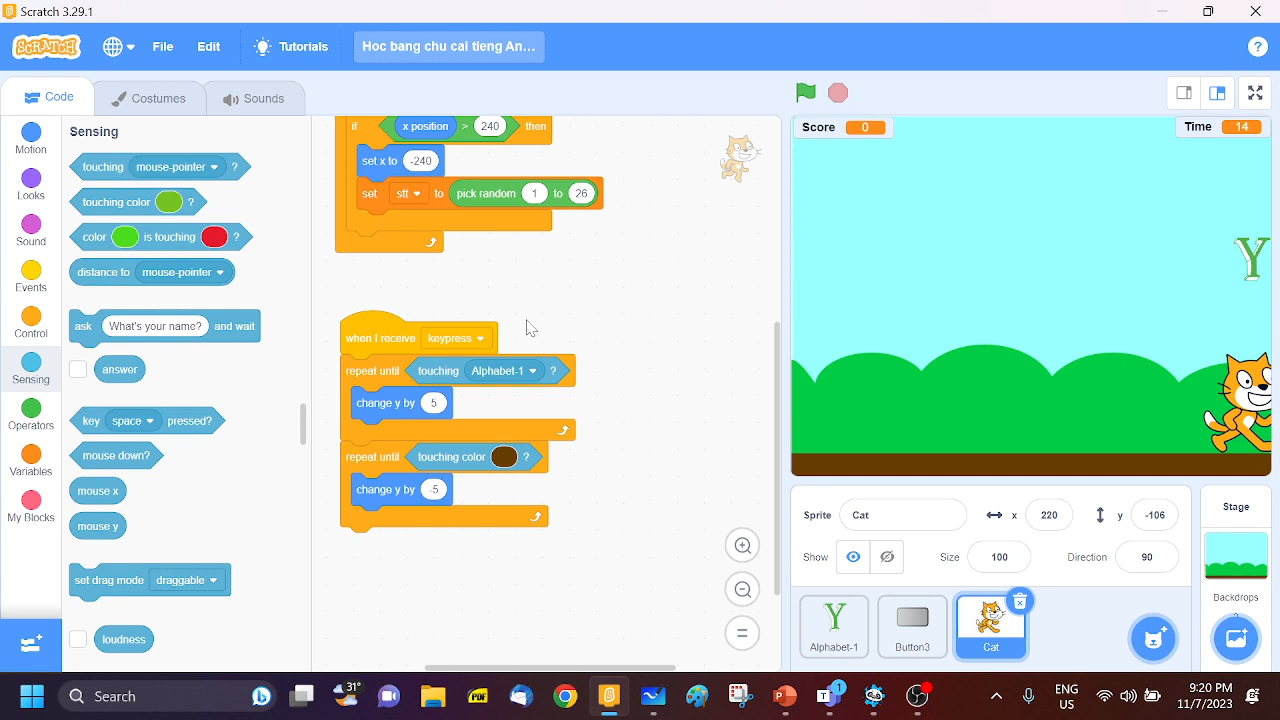 Scratch 3.29.1
SCRATCH File Edit Tutorials Hoc bang chu cai tieng An...
?
Code Costumes Sounds
Motion
Looks
Sound
Events
Control
Sensing
Operators
Variables
My Blocks
Sensing
touching mouse-pointer ?
touching color ?
color is touching ?
distance to mouse-pointer
ask What's your name? and wait
answer
key space pressed?
mouse down?
mouse x
mouse y
set drag mode draggable
loudness
if x position > 240 then
set x to -240
set stt to pick random 1 to 26
when I receive keypress
repeat until touching Alphabet-1 ?
change y by 5
repeat until touching color ?
change y by -5
Score 0
Time 14
Y
Sprite Cat x 220 y -106
Show Size 100 Direction 90
Y
Alphabet-1 Button3 Cat
Stage
Backdrops
Search
31°
PDF
1
ENG
US
9:20 PM
11/7/2023